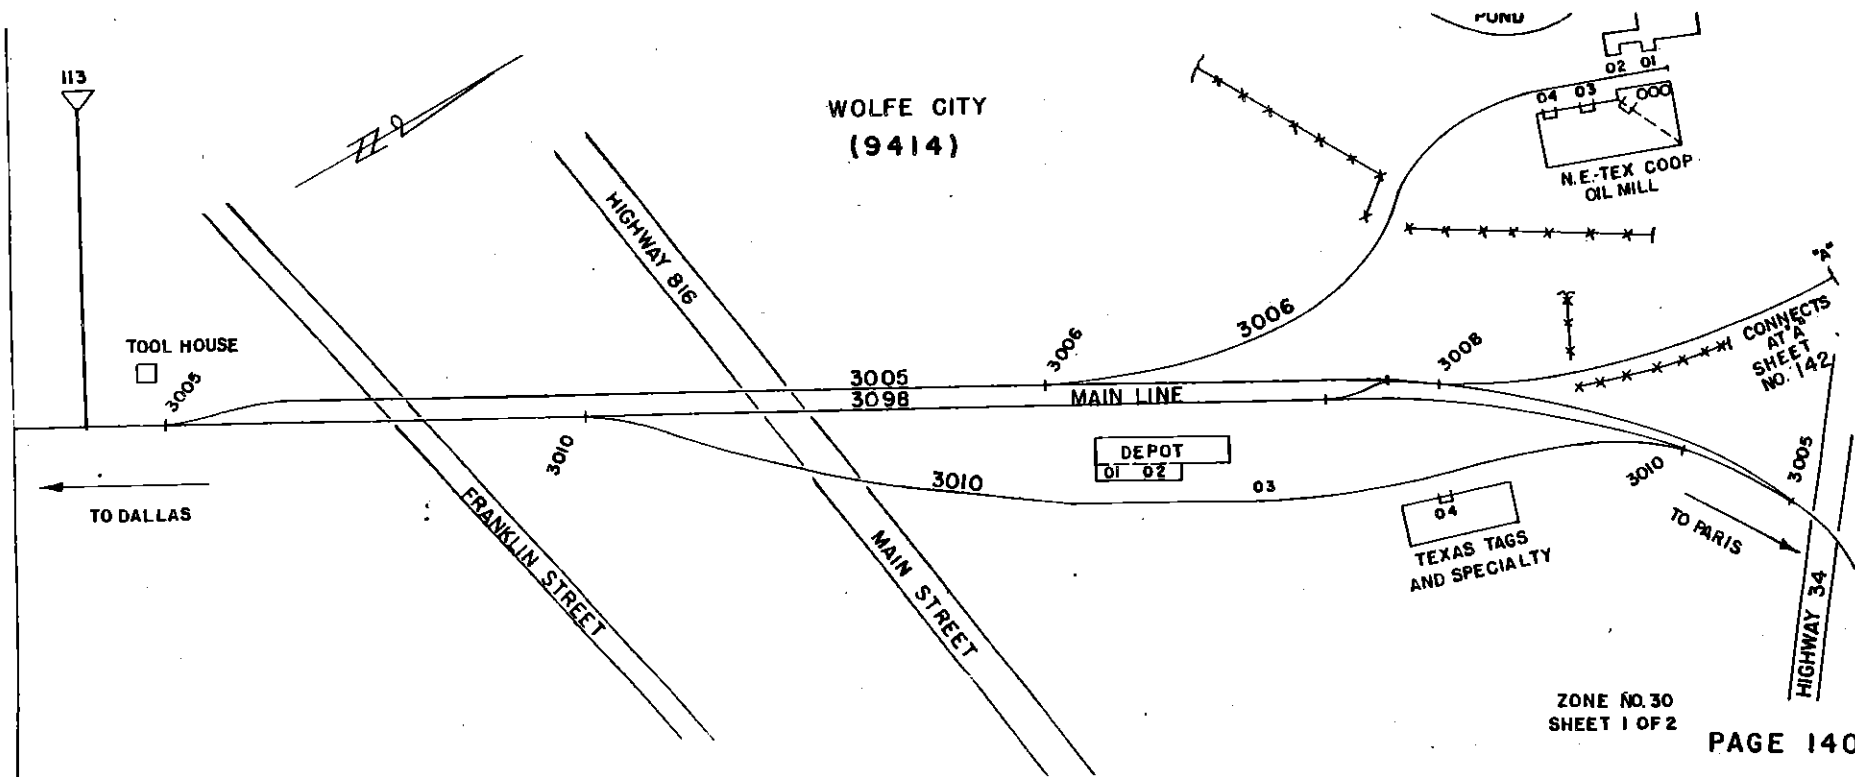 POND
113
N
WOLFE CITY
(9414)
02 01
04 03 000
N.E.-TEX COOP
OIL MILL
HIGHWAY 816
TOOL HOUSE
3005
3006
3006
3008
"A"
CONNECTS
AT "A"
SHEET
NO. 142
3005
3098
MAIN LINE
3010
DEPOT
01 02
3010
03
3010
3005
04
TEXAS TAGS
AND SPECIALTY
TO DALLAS
TO PARIS
FRANKLIN STREET
MAIN STREET
HIGHWAY 34
ZONE NO. 30
SHEET 1 OF 2
PAGE 140